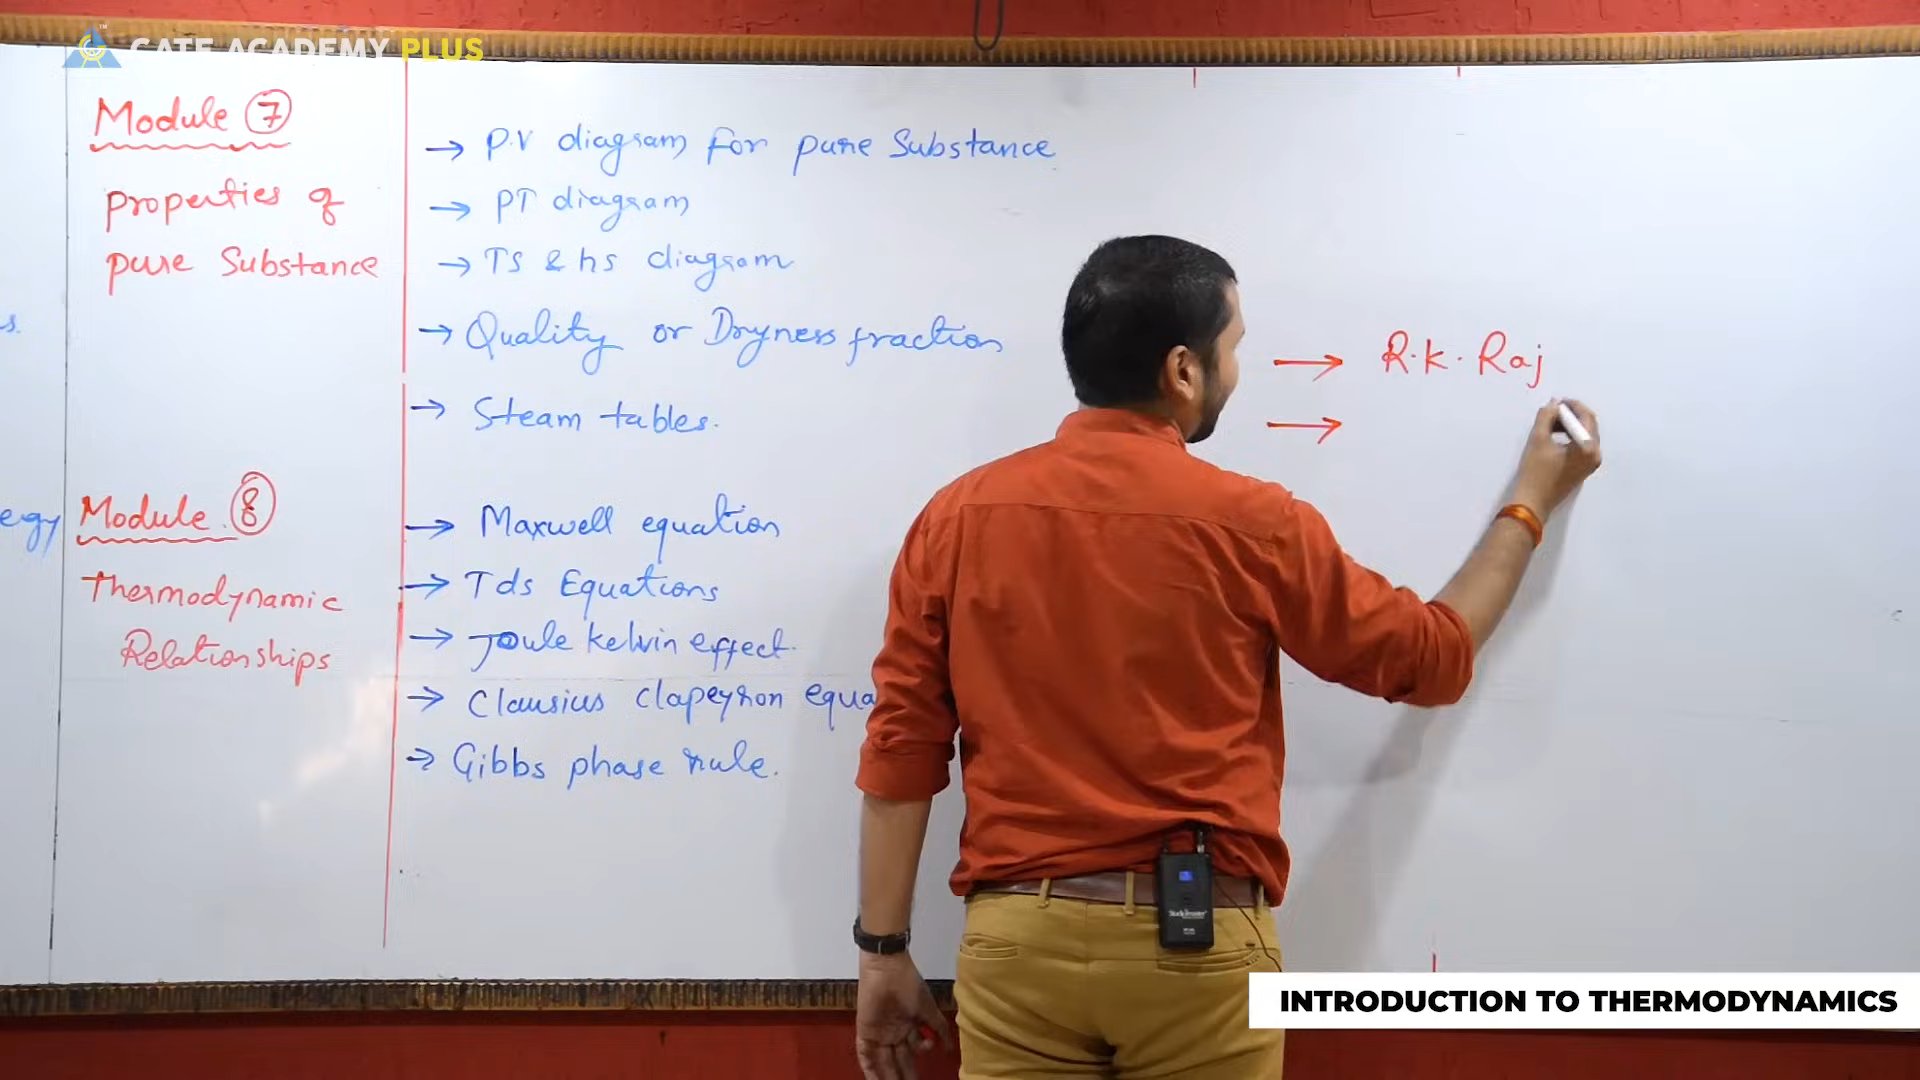 GATE ACADEMY PLUS
Module 7
properties of
pure Substance
→ P.V diagram for pure Substance
→ PT diagram
→ TS & hs diagram
→ Quality or Dryness fraction
→ Steam tables.
egy
Module 8
Thermodynamic
Relationships
→ Maxwell equation
→ Tds Equations
→ Joule kelvin effect.
→ Clausius clapeyron equa
→ Gibbs phase rule.
→ R.K. Raj
→
INTRODUCTION TO THERMODYNAMICS